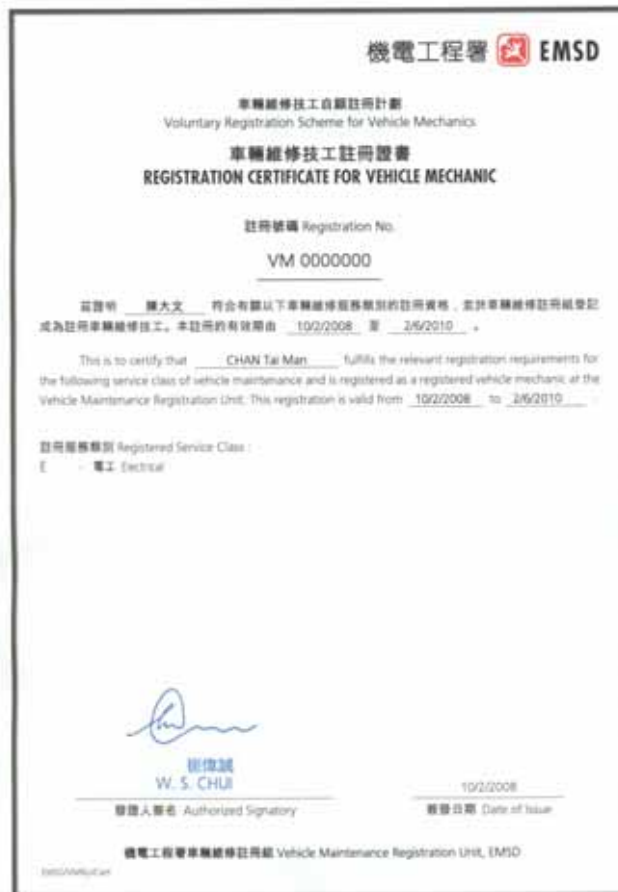 機電工程署 EMSD
車輛維修技工自願註冊計劃
Voluntary Registration Scheme for Vehicle Mechanics
車輛維修技工註冊證書
REGISTRATION CERTIFICATE FOR VEHICLE MECHANIC
註冊號碼 Registration No.
VM 0000000
茲證明 陳大文 符合有關以下車輛維修服務類別的註冊資格，並於車輛維修註冊組登記
成為註冊車輛維修技工。本註冊的有效期由 10/2/2008 至 2/6/2010 。
This is to certify that CHAN Tai Man fulfills the relevant registration requirements for
the following service class of vehicle maintenance and is registered as a registered vehicle mechanic at the
Vehicle Maintenance Registration Unit. This registration is valid from 10/2/2008 to 2/6/2010 .
註冊服務類別 Registered Service Class :
E - 電工 Electrical
W. S. CHUI
10/2/2008
發證人簽名 Authorized Signatory
簽發日期 Date of Issue
機電工程署車輛維修註冊組 Vehicle Maintenance Registration Unit, EMSD